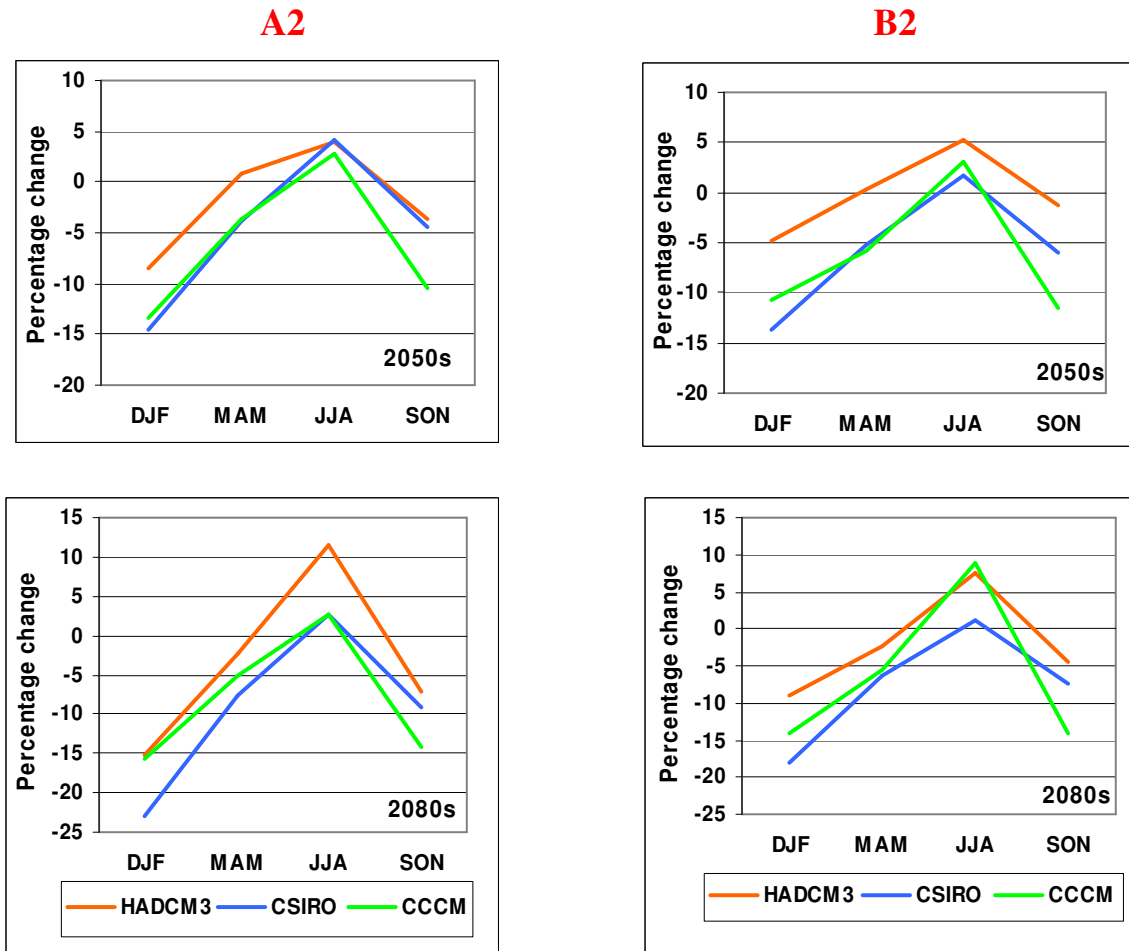 A2
B2
Percentage change
10
5
0
-5
-10
-15
-20
2050s
DJF MAM JJA SON
Percentage change
10
5
0
-5
-10
-15
-20
2050s
DJF MAM JJA SON
Percentage change
15
10
5
0
-5
-10
-15
-20
-25
2080s
DJF MAM JJA SON
HADCM3 CSIRO CCCM
Percentage change
15
10
5
0
-5
-10
-15
-20
-25
2080s
DJF MAM JJA SON
HADCM3 CSIRO CCCM